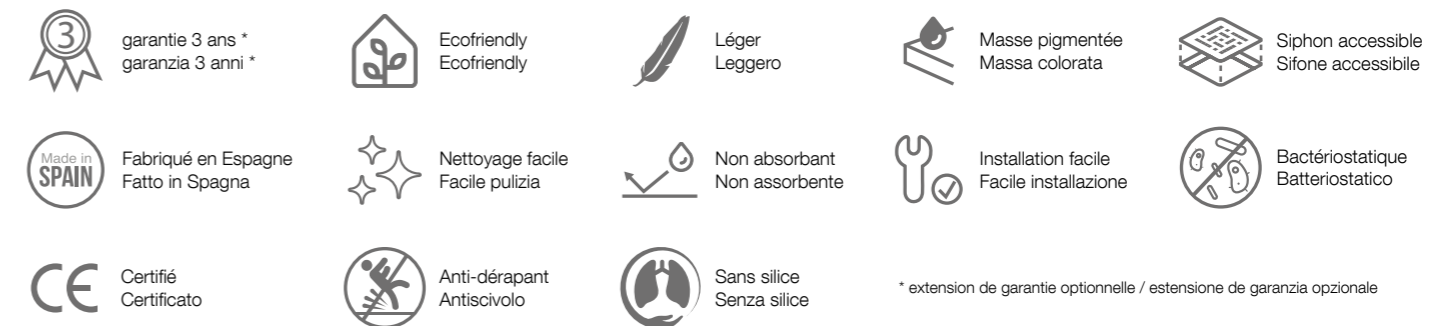 3
garantie 3 ans *
garanzia 3 anni *
Ecofriendly
Ecofriendly
Léger
Leggero
Masse pigmentée
Massa colorata
Siphon accessible
Sifone accessibile
Made in
SPAIN
Fabriqué en Espagne
Fatto in Spagna
Nettoyage facile
Facile pulizia
Non absorbant
Non assorbente
Installation facile
Facile installazione
Bactériostatique
Batteriostatico
CE
Certifié
Certificato
Anti-dérapant
Antiscivolo
Sans silice
Senza silice
* extension de garantie optionnelle / estensione de garanzia opzionale